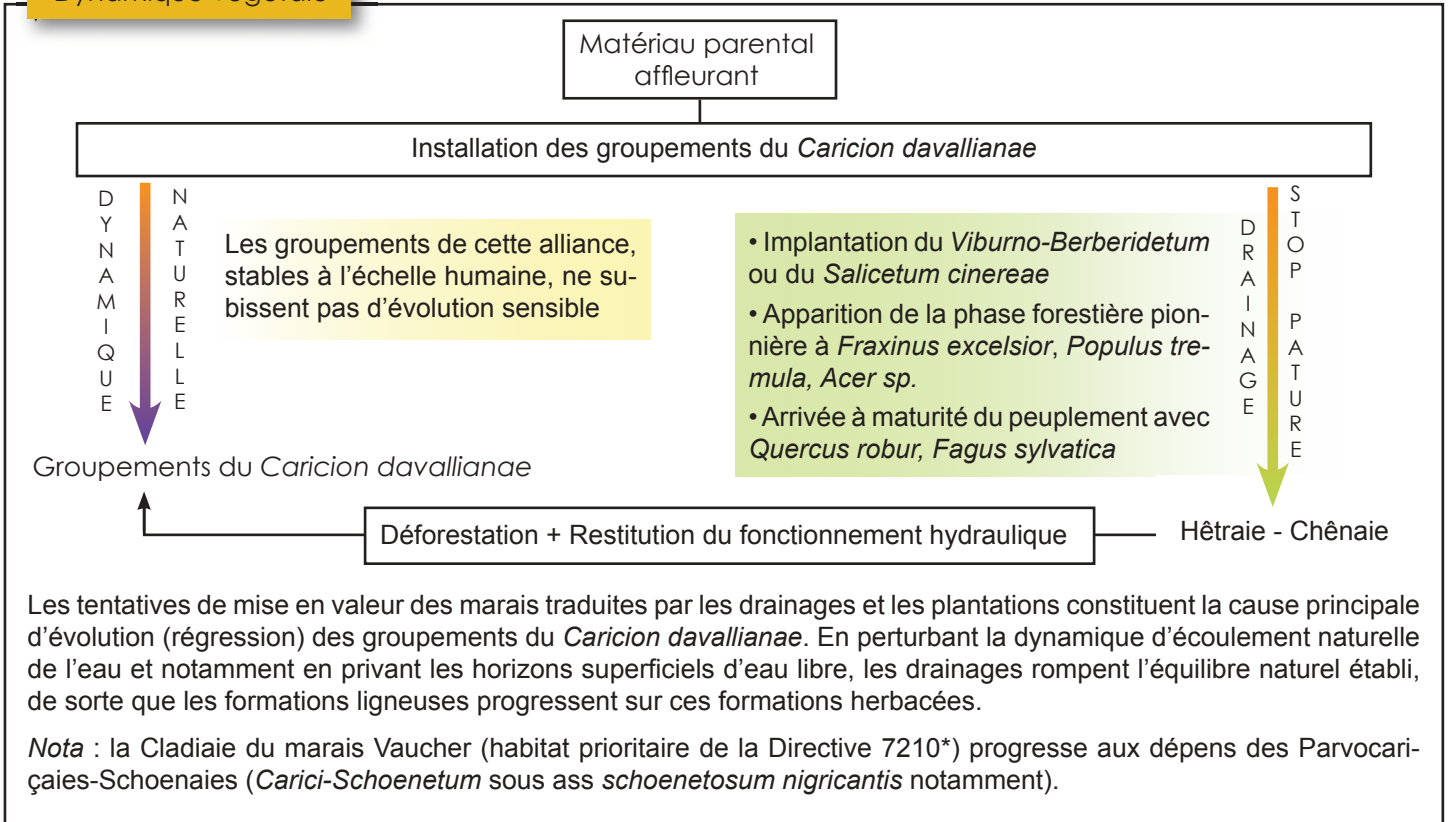 Dynamique végétale
Matériau parental
affleurant
Installation des groupements du Caricion davallianae
DYNAMIQUE
NATURELLE
Les groupements de cette alliance,
stables à l'échelle humaine, ne su-
bissent pas d'évolution sensible
• Implantation du Viburno-Berberidetum
ou du Salicetum cinereae
• Apparition de la phase forestière pion-
nière à Fraxinus excelsior, Populus tre-
mula, Acer sp.
• Arrivée à maturité du peuplement avec
Quercus robur, Fagus sylvatica
DRAINAGE
STOP PATURE
Groupements du Caricion davallianae
Déforestation + Restitution du fonctionnement hydraulique
Hêtraie - Chênaie
Les tentatives de mise en valeur des marais traduites par les drainages et les plantations constituent la cause principale
d'évolution (régression) des groupements du Caricion davallianae. En perturbant la dynamique d'écoulement naturelle
de l'eau et notamment en privant les horizons superficiels d'eau libre, les drainages rompent l'équilibre naturel établi,
de sorte que les formations ligneuses progressent sur ces formations herbacées.
Nota : la Cladiaie du marais Vaucher (habitat prioritaire de la Directive 7210*) progresse aux dépens des Parvocari-
çaies-Schoenaies (Carici-Schoenetum sous ass schoenetosum nigricantis notamment).